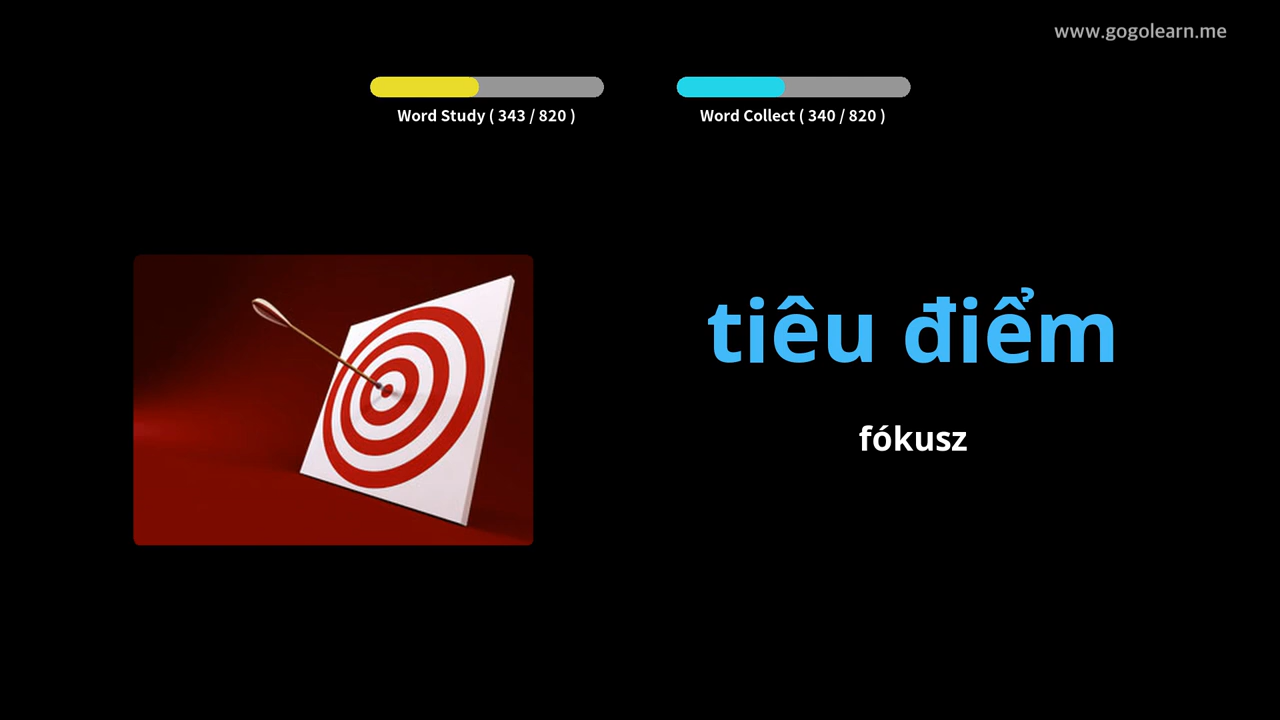 www.gogolearn.me
Word Study ( 343 / 820 )
Word Collect ( 340 / 820 )
tiêu điểm
fókusz